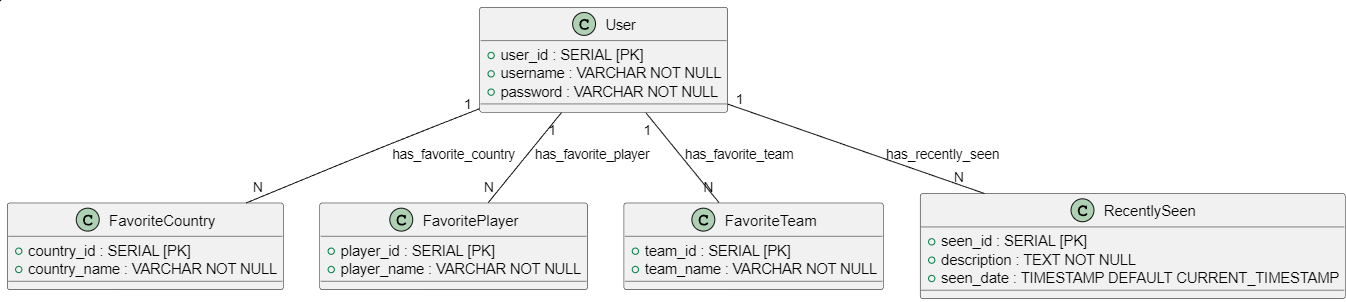 C User
user_id : SERIAL [PK]
username : VARCHAR NOT NULL
password : VARCHAR NOT NULL
1
1
1
1
has_favorite_country
has_favorite_player
has_favorite_team
has_recently_seen
N
N
N
N
C FavoriteCountry
country_id : SERIAL [PK]
country_name : VARCHAR NOT NULL
C FavoritePlayer
player_id : SERIAL [PK]
player_name : VARCHAR NOT NULL
C FavoriteTeam
team_id : SERIAL [PK]
team_name : VARCHAR NOT NULL
C RecentlySeen
seen_id : SERIAL [PK]
description : TEXT NOT NULL
seen_date : TIMESTAMP DEFAULT CURRENT_TIMESTAMP